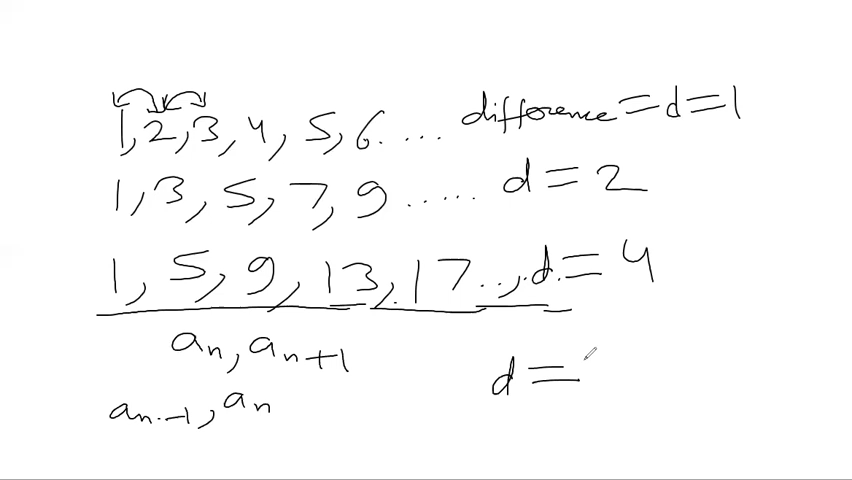 1, 2, 3, 4, 5, 6.... difference = d = 1
1, 3, 5, 7, 9 ..... d = 2
1, 5, 9, 13, 17..,.d.= 4
aₙ, aₙ₊₁
d =
aₙ₋₁, aₙ